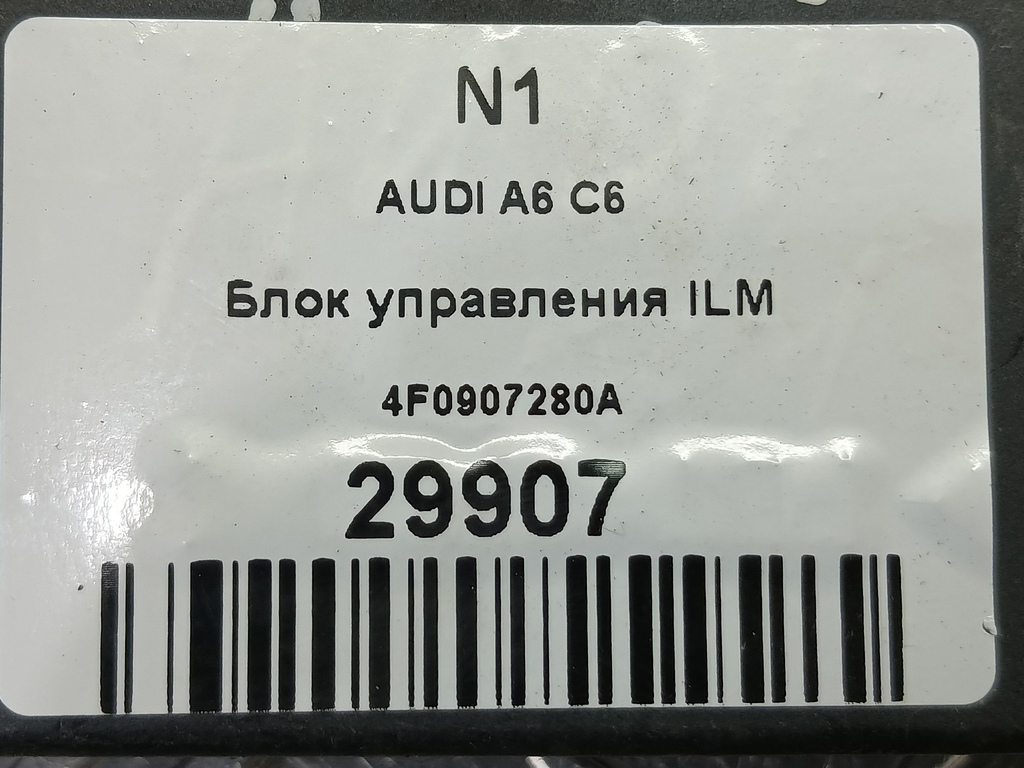 N1
AUDI A6 C6
Блок управления ILM
4F0907280A
29907